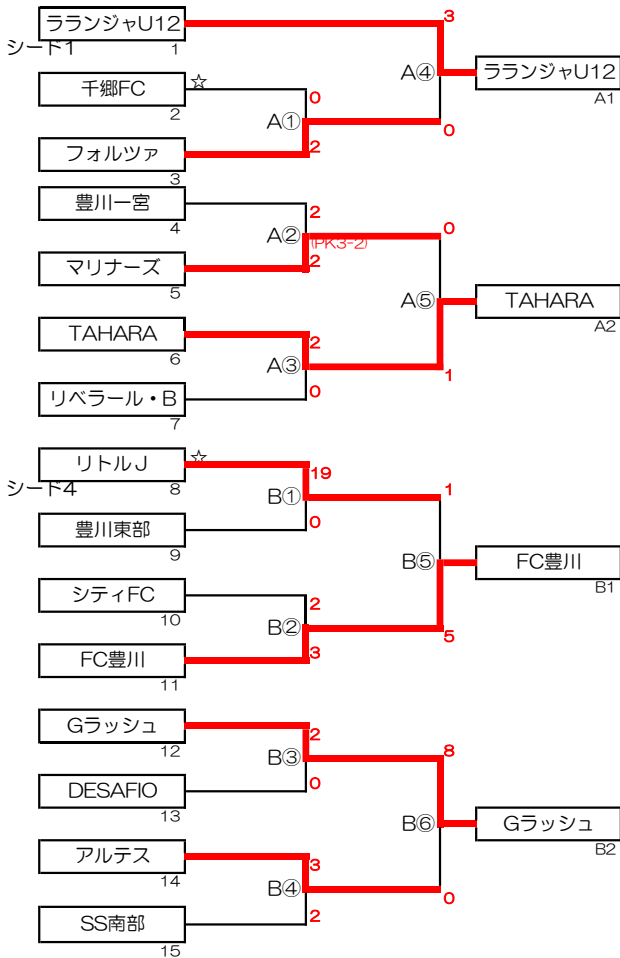 ラランジャU12
シード1
1
3
A④
ラランジャU12
A1
千郷FC
☆
2
0
A①
フォルツァ
3
2
0
豊川一宮
4
2
A②
(PK3-2)
0
マリナーズ
5
2
A⑤
TAHARA
A2
TAHARA
6
2
A③
1
リベラール・B
7
0
リトルJ
☆
シード4
8
19
B①
1
豊川東部
9
0
B⑤
FC豊川
B1
シティFC
10
2
B②
5
FC豊川
11
3
Gラッシュ
12
2
B③
8
DESAFIO
13
0
B⑥
Gラッシュ
B2
アルテス
14
3
B④
0
SS南部
15
2